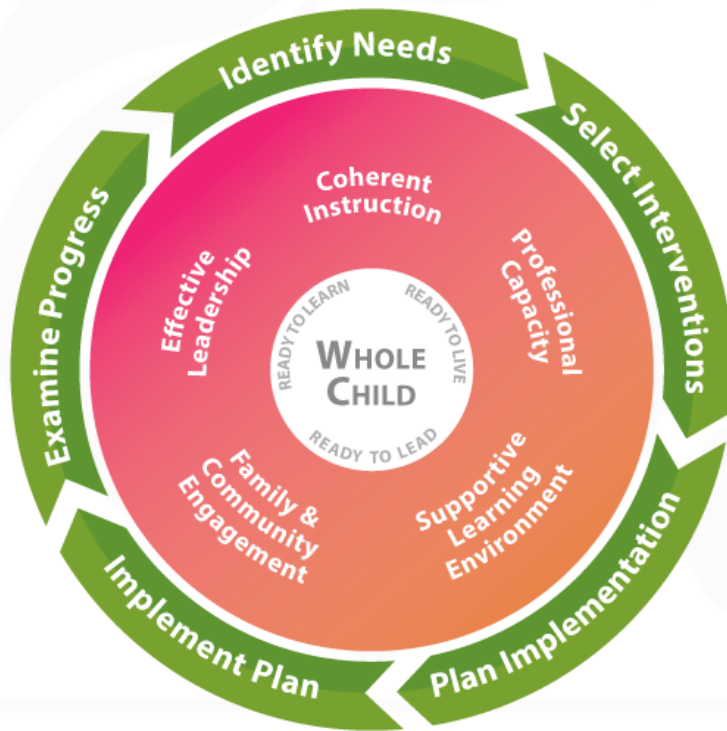 Identify Needs
Select Interventions
Plan Implementation
Implement Plan
Examine Progress
Coherent
Instruction
Professional
Capacity
Supportive
Learning
Environment
Family &
Community
Engagement
Effective
Leadership
READY TO LEARN
READY TO LIVE
READY TO LEAD
WHOLE
CHILD